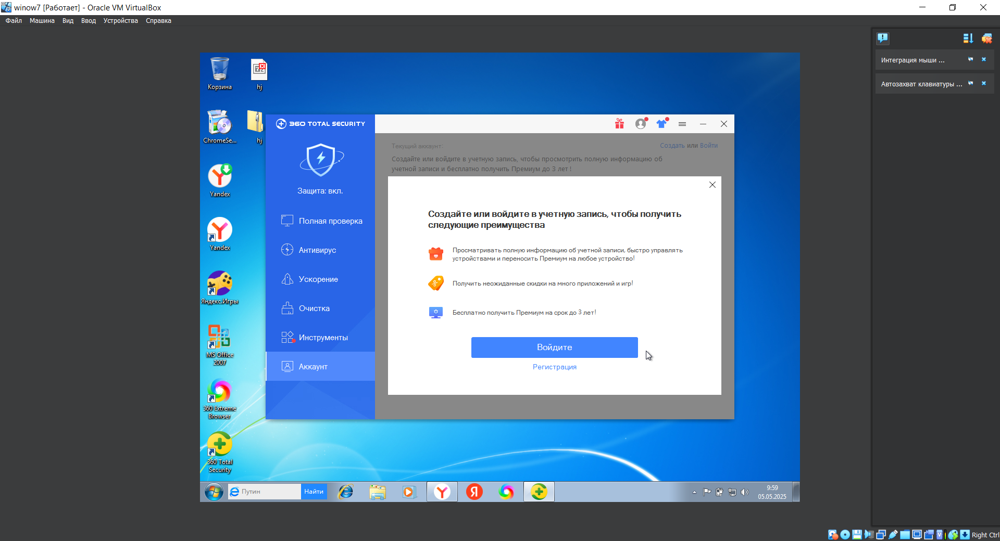 winow7 [Работает] - Oracle VM VirtualBox
Файл Машина Вид Ввод Устройства Справка
Интеграция мыши ...
Автозахват клавиатуры ...
Корзина
hj
ChromeSe...
hj
Yandex
Yandex
Яндекс.Игры
MS Office
2007
360 Extreme
Browser
360 Total
Security
360 TOTAL SECURITY
Защита: вкл.
Полная проверка
Антивирус
Ускорение
Очистка
Инструменты
Аккаунт
Текущий аккаунт:
Создать или Войти
Создайте или войдите в учетную запись, чтобы просмотрить полную информацию об
учетной записи и бесплатно получить Премиум до 3 лет !
Создайте или войдите в учетную запись, чтобы получить
следующие преимущества
Просматривать полную информацию об учетной записи, быстро управлять
устройствами и переносить Премиум на любое устройство!
Получить неожиданные скидки на много приложений и игр!
Бесплатно получить Премиум на срок до 3 лет!
Войдите
Регистрация
Путин
Найти
9:59
05.05.2025
Right Ctrl